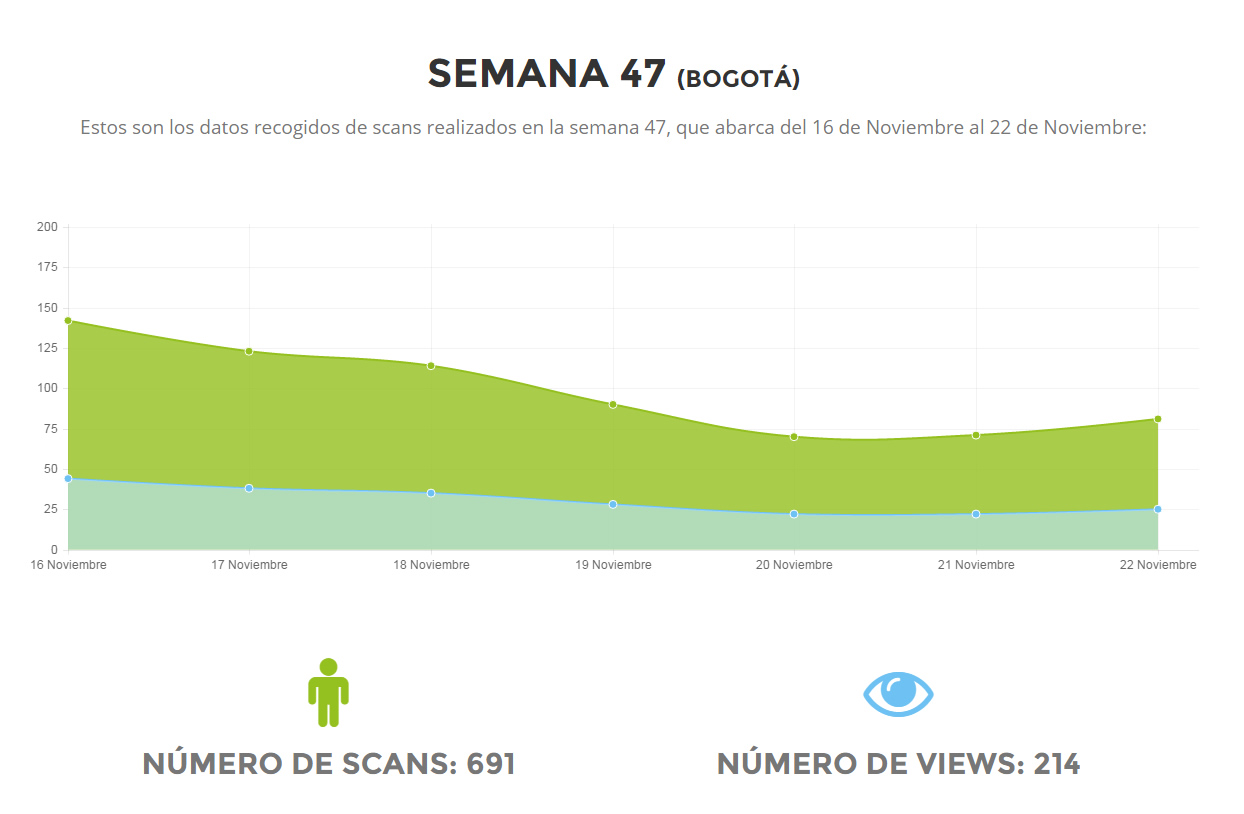 SEMANA 47 (BOGOTÁ)
Estos son los datos recogidos de scans realizados en la semana 47, que abarca del 16 de Noviembre al 22 de Noviembre:
200
175
150
125
100
75
50
25
0
16 Noviembre 17 Noviembre 18 Noviembre 19 Noviembre 20 Noviembre 21 Noviembre 22 Noviembre
NÚMERO DE SCANS: 691 NÚMERO DE VIEWS: 214